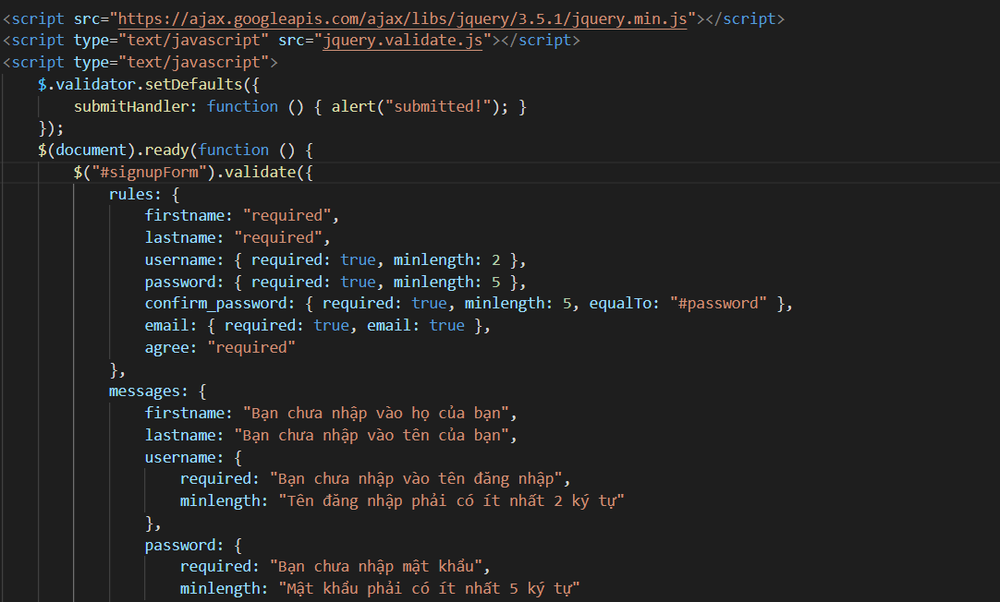 <script src="https://ajax.googleapis.com/ajax/libs/jquery/3.5.1/jquery.min.js"></script>
<script type="text/javascript" src="jquery.validate.js"></script>
<script type="text/javascript">
    $.validator.setDefaults({
        submitHandler: function () { alert("submitted!"); }
    });
    $(document).ready(function () {
        $("#signupForm").validate({
            rules: {
                firstname: "required",
                lastname: "required",
                username: { required: true, minlength: 2 },
                password: { required: true, minlength: 5 },
                confirm_password: { required: true, minlength: 5, equalTo: "#password" },
                email: { required: true, email: true },
                agree: "required"
            },
            messages: {
                firstname: "Bạn chưa nhập vào họ của bạn",
                lastname: "Bạn chưa nhập vào tên của bạn",
                username: {
                    required: "Bạn chưa nhập vào tên đăng nhập",
                    minlength: "Tên đăng nhập phải có ít nhất 2 ký tự"
                },
                password: {
                    required: "Bạn chưa nhập mật khẩu",
                    minlength: "Mật khẩu phải có ít nhất 5 ký tự"